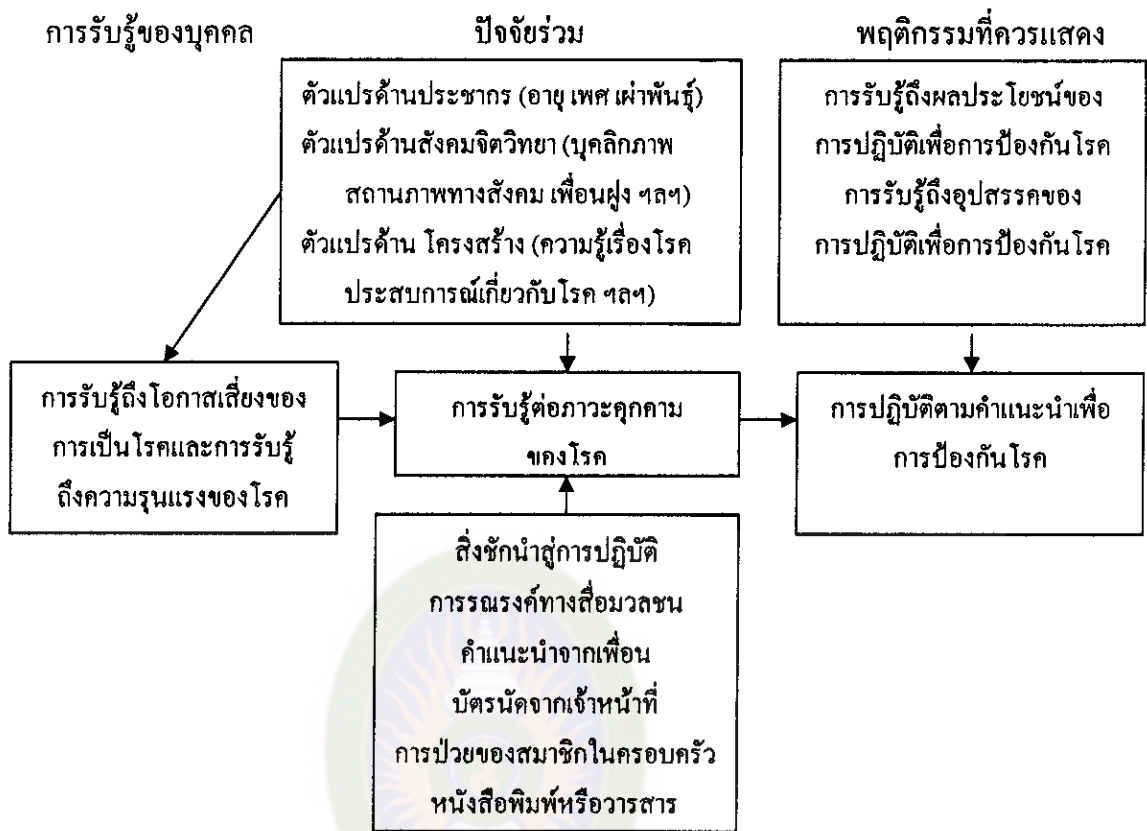 การรับรู้ของบุคคล
ปัจจัยร่วม
พฤติกรรมที่ควรแสดง
ตัวแปรด้านประชากร (อายุ เพศ เผ่าพันธุ์)
ตัวแปรด้านสังคมจิตวิทยา (บุคลิกภาพ
สถานภาพทางสังคม เพื่อนฝูง ฯลฯ)
ตัวแปรด้าน โครงสร้าง (ความรู้เรื่องโรค
ประสบการณ์เกี่ยวกับโรค ฯลฯ)
การรับรู้ถึงผลประโยชน์ของ
การปฏิบัติเพื่อการป้องกันโรค
การรับรู้ถึงอุปสรรคของ
การปฏิบัติเพื่อการป้องกันโรค
การรับรู้ถึงโอกาสเสี่ยงของ
การเป็นโรคและการรับรู้
ถึงความรุนแรงของโรค
การรับรู้ต่อภาวะคุกคาม
ของโรค
การปฏิบัติตามคำแนะนำเพื่อ
การป้องกันโรค
สิ่งชักนำสู่การปฏิบัติ
การรณรงค์ทางสื่อมวลชน
คำแนะนำจากเพื่อน
บัตรนัดจากเจ้าหน้าที่
การป่วยของสมาชิกในครอบครัว
หนังสือพิมพ์หรือวารสาร